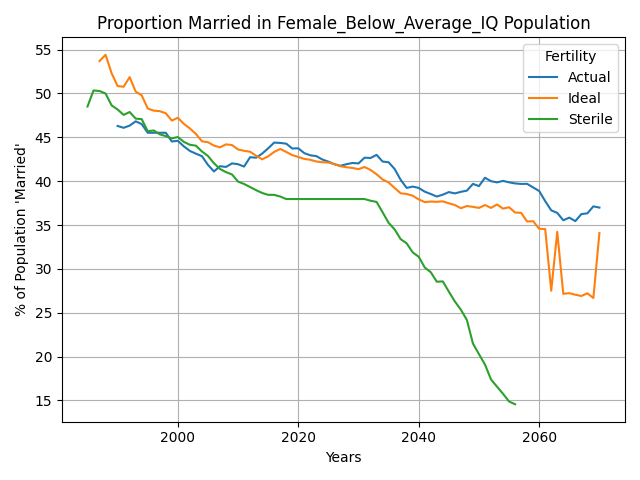 Proportion Married in Female_Below_Average_IQ Population
% of Population 'Married'
55
50
45
40
35
30
25
20
15
Fertility
Actual
Ideal
Sterile
2000
2020
2040
2060
Years